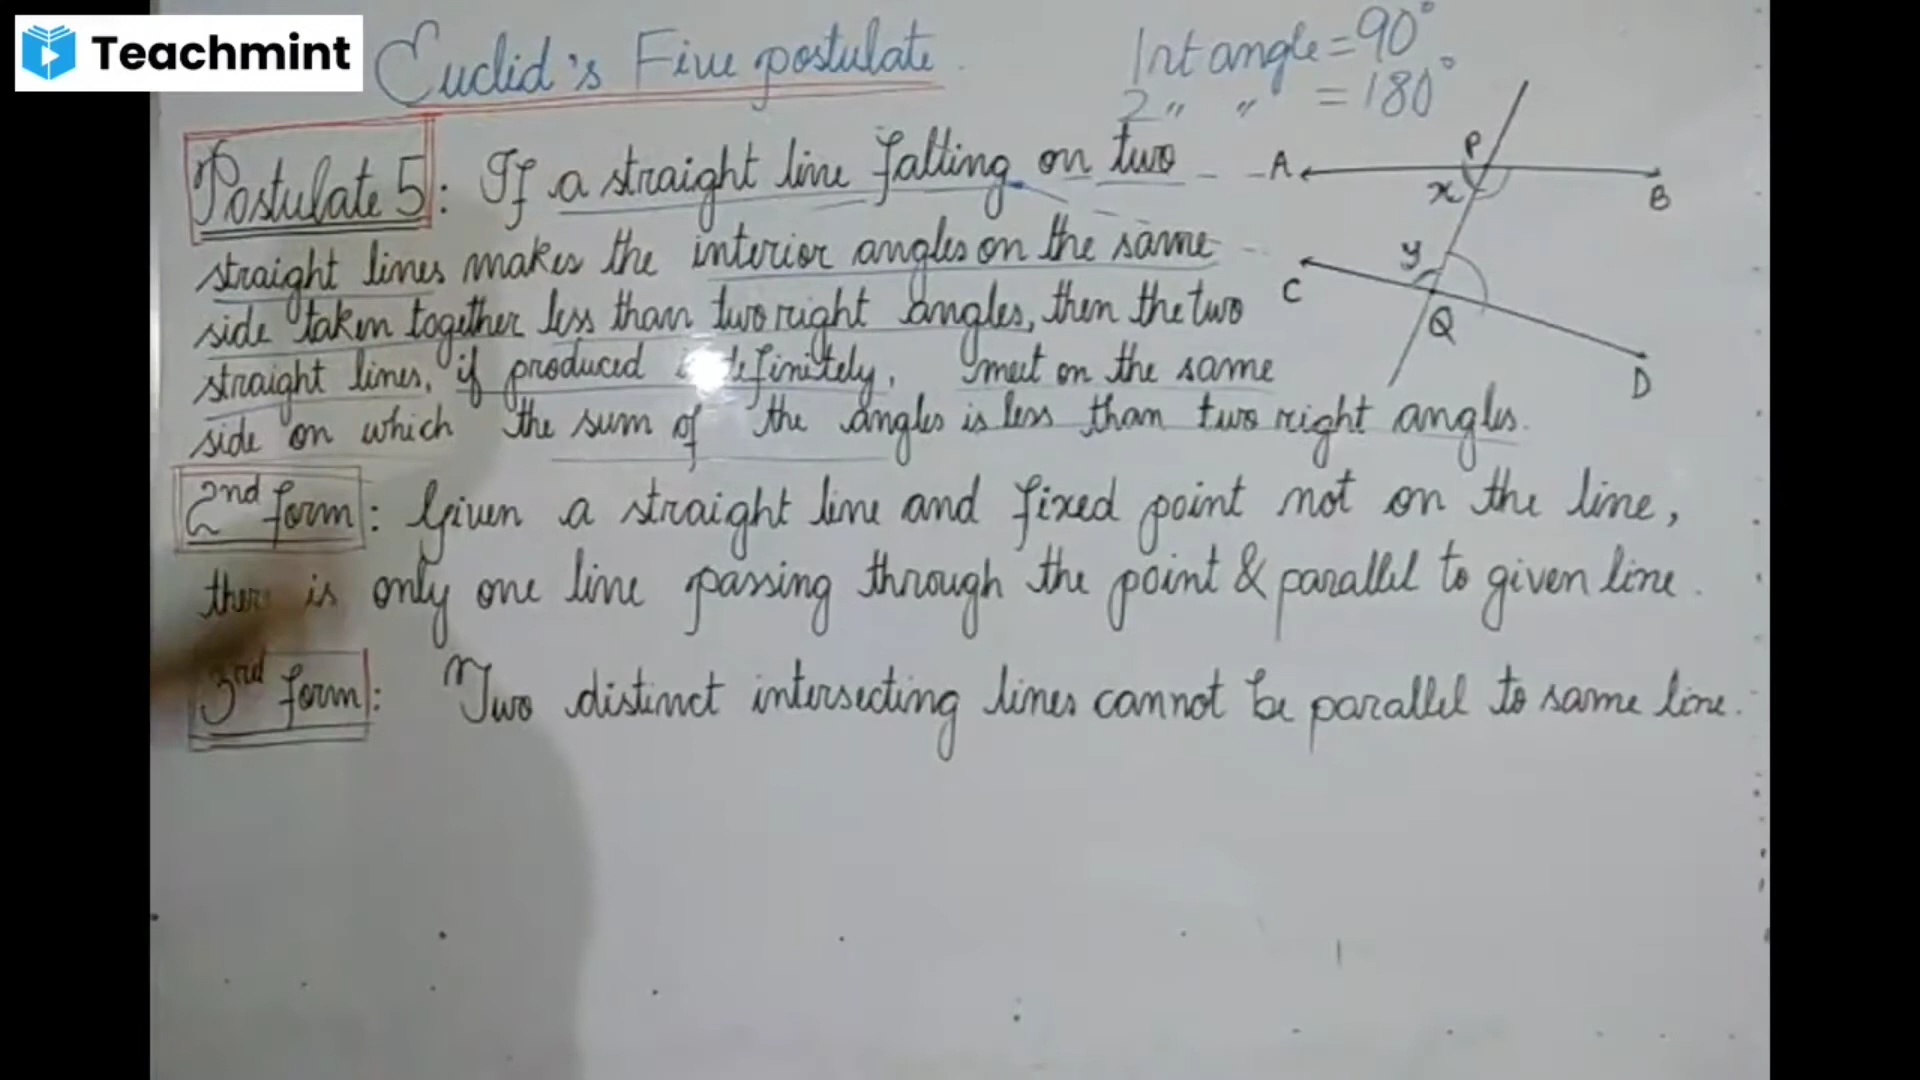 Teachmint
Euclid's Five postulate.
Int angle = 90°
2 " " = 180°
Postulate 5: If a straight line falling on two
straight lines makes the interior angles on the same
side taken together less than two right angles, then the two
straight lines, if produced indefinitely, meet on the same
side on which the sum of the angles is less than two right angles.
A P B
x
y
C Q D
2nd form: Given a straight line and fixed point not on the line,
there is only one line passing through the point & parallel to given line.
3rd form: Two distinct intersecting lines cannot be parallel to same line.